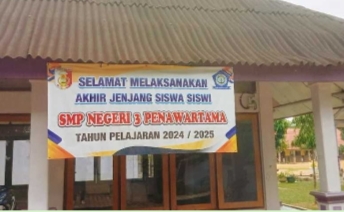 SELAMAT MELAKSANAKAN
AKHIR JENJANG SISWA SISWI
SMP NEGERI 3 PENAWARTAMA
TAHUN PELAJARAN 2024 / 2025